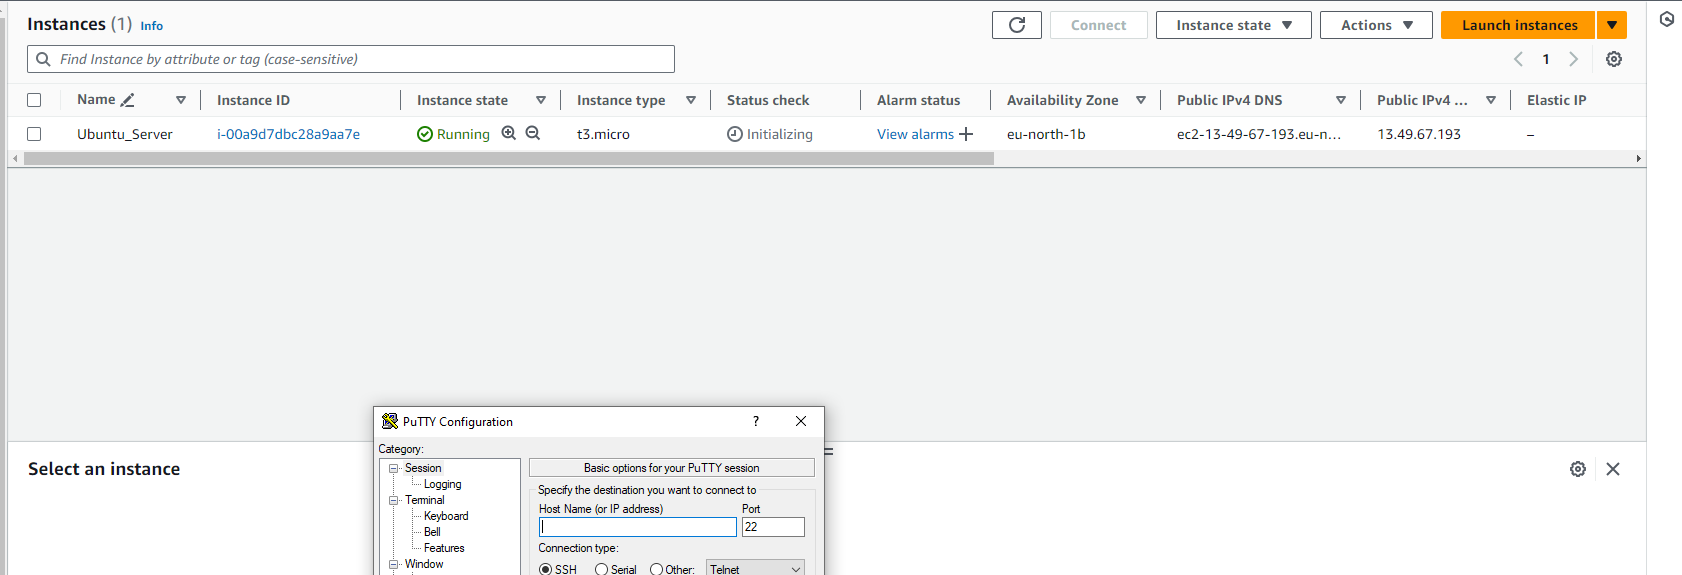 Instances (1) Info
Connect
Instance state
Actions
Launch instances
Find Instance by attribute or tag (case-sensitive)
1
Name Instance ID Instance state Instance type Status check Alarm status Availability Zone Public IPv4 DNS Public IPv4 ... Elastic IP
Ubuntu_Server i-00a9d7dbc28a9aa7e Running t3.micro Initializing View alarms + eu-north-1b ec2-13-49-67-193.eu-n... 13.49.67.193 –
PuTTY Configuration ? 
Category:
Select an instance
Session
Logging
Terminal
Keyboard
Bell
Features
Window
Basic options for your PuTTY session
Specify the destination you want to connect to
Host Name (or IP address) Port
22
Connection type:
SSH Serial Other: Telnet